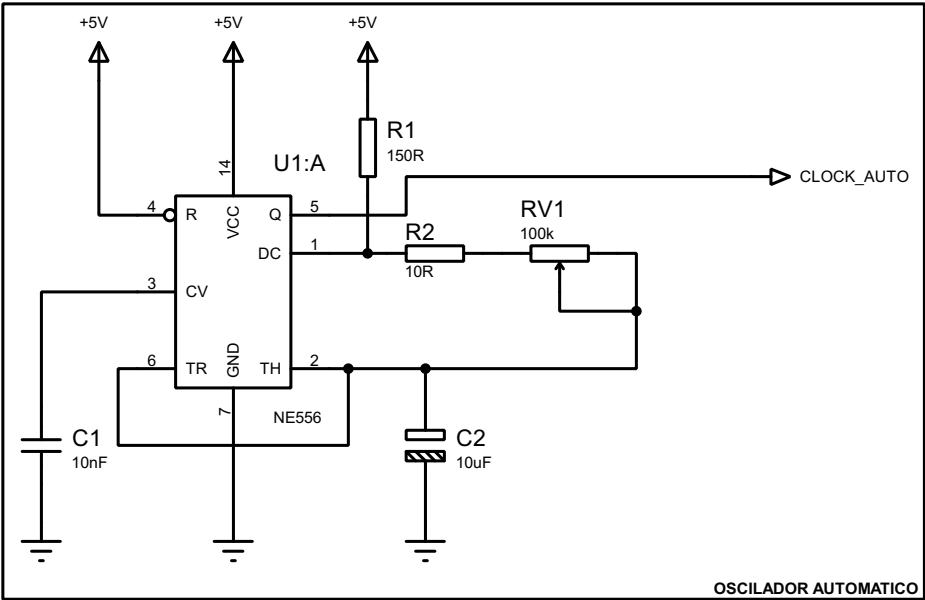 +5V
+5V
+5V
R1
150R
U1:A
14
CLOCK_AUTO
4
R
VCC
Q
5
RV1
100k
DC
1
R2
10R
3
CV
6
TR
GND
TH
2
7
NE556
C1
10nF
C2
10uF
OSCILADOR AUTOMATICO